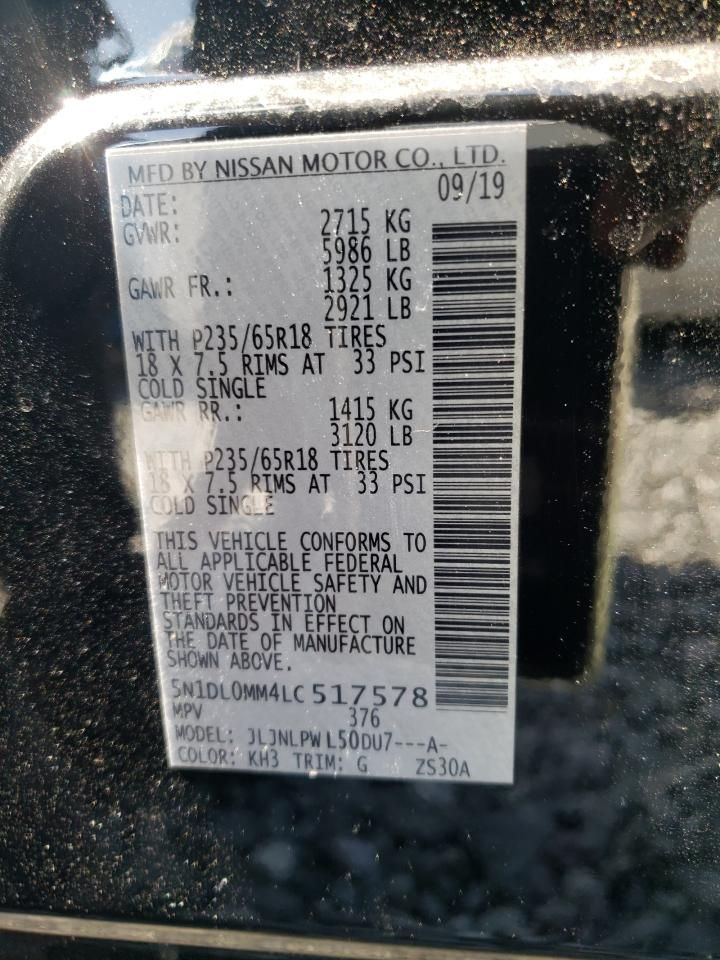 MFD BY NISSAN MOTOR CO., LTD.
DATE: 09/19
GVWR: 2715 KG
5986 LB
GAWR FR.: 1325 KG
2921 LB
WITH P235/65R18 TIRES
18 X 7.5 RIMS AT 33 PSI
COLD SINGLE
GAWR RR.: 1415 KG
3120 LB
WITH P235/65R18 TIRES
18 X 7.5 RIMS AT 33 PSI
COLD SINGLE
THIS VEHICLE CONFORMS TO
ALL APPLICABLE FEDERAL
MOTOR VEHICLE SAFETY AND
THEFT PREVENTION
STANDARDS IN EFFECT ON
THE DATE OF MANUFACTURE
SHOWN ABOVE.
5N1DL0MM4LC517578
MPV 376
MODEL: JLJNLPWL50DU7---A-
COLOR: KH3 TRIM: G ZS30A